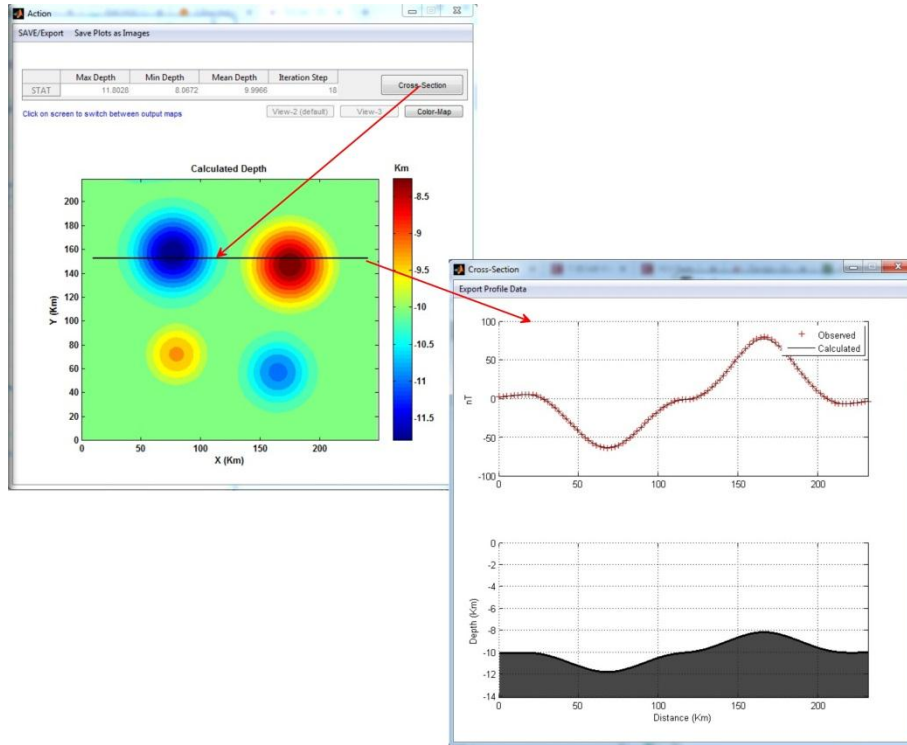 Action
SAVE/Export Save Plots as Images
Max Depth Min Depth Mean Depth Iteration Step
STAT 11.8028 8.0672 9.9966 18
Cross-Section
Click on screen to switch between output maps
View-2 (default) View-3 Color-Map
Calculated Depth
Km
200
180
160
140
120
100
80
60
40
20
0
Y (Km)
0 50 100 150 200
X (Km)
-8.5
-9
-9.5
-10
-10.5
-11
-11.5
Cross-Section
Export Profile Data
100
50
0
-50
-100
nT
Observed
Calculated
0 50 100 150 200
0
-2
-4
-6
-8
-10
-12
-14
Depth (Km)
0 50 100 150 200
Distance (Km)